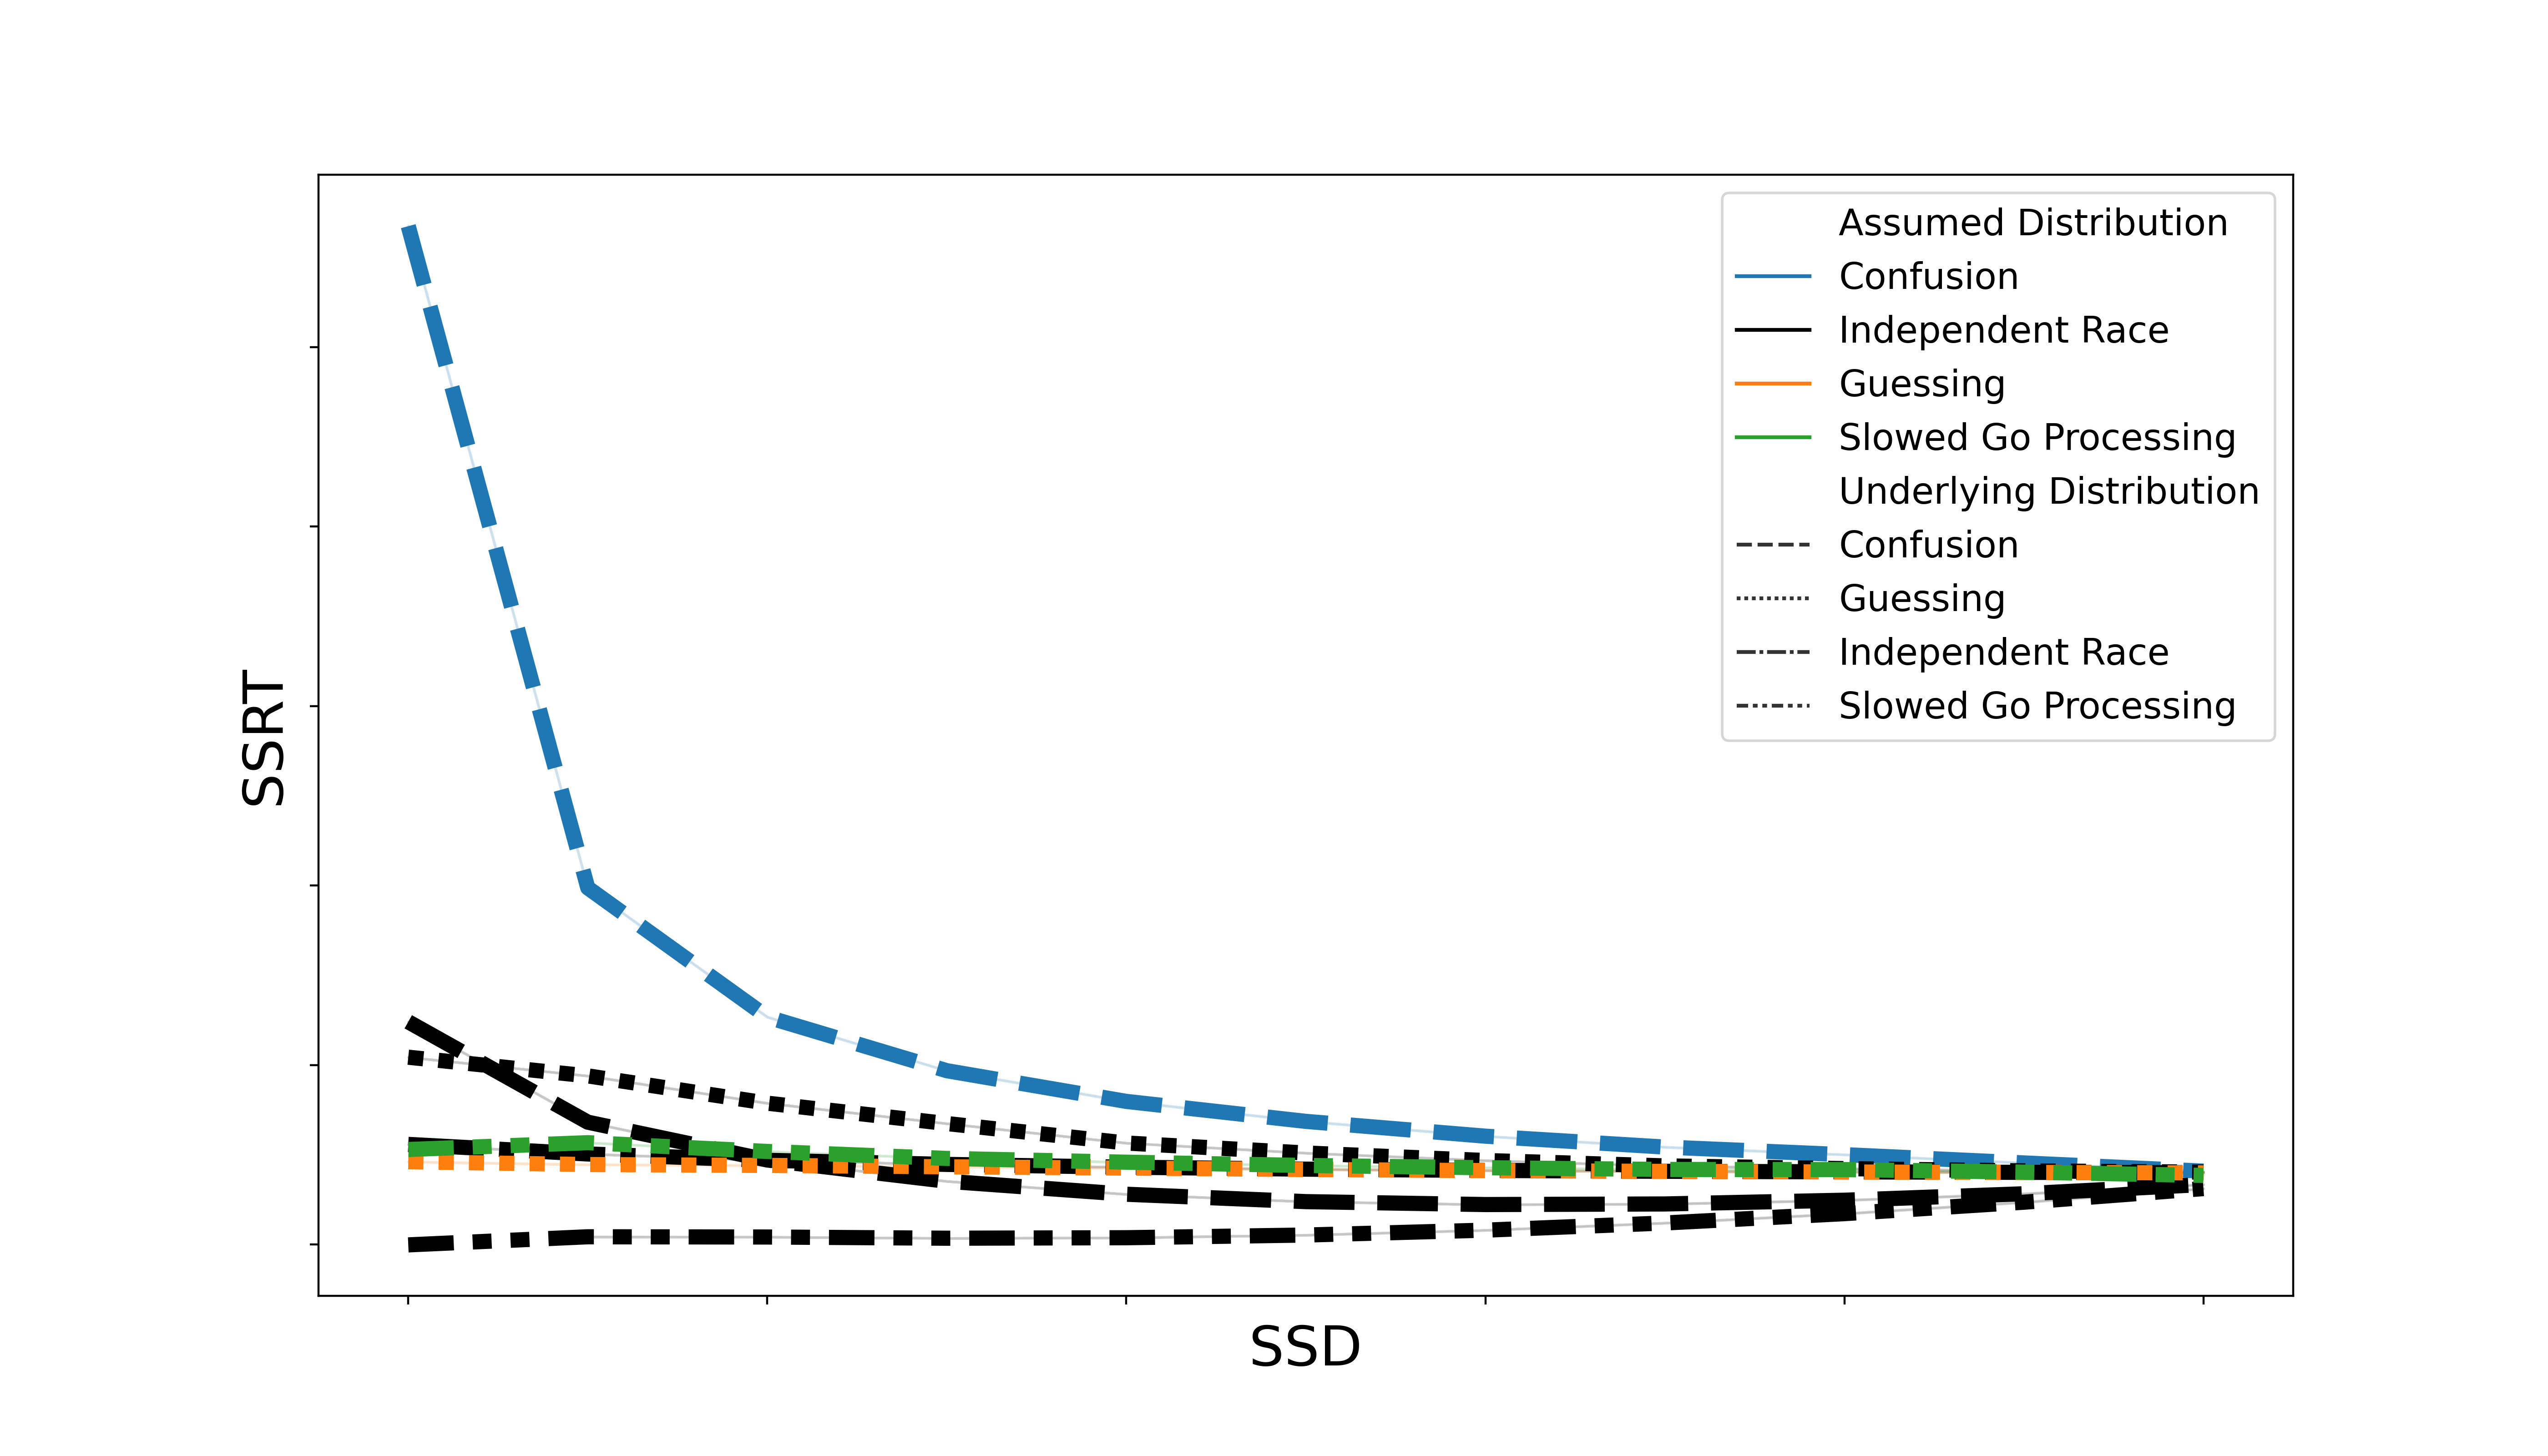 SSRT
SSD
Assumed Distribution
Confusion
Independent Race
Guessing
Slowed Go Processing
Underlying Distribution
Confusion
Guessing
Independent Race
Slowed Go Processing